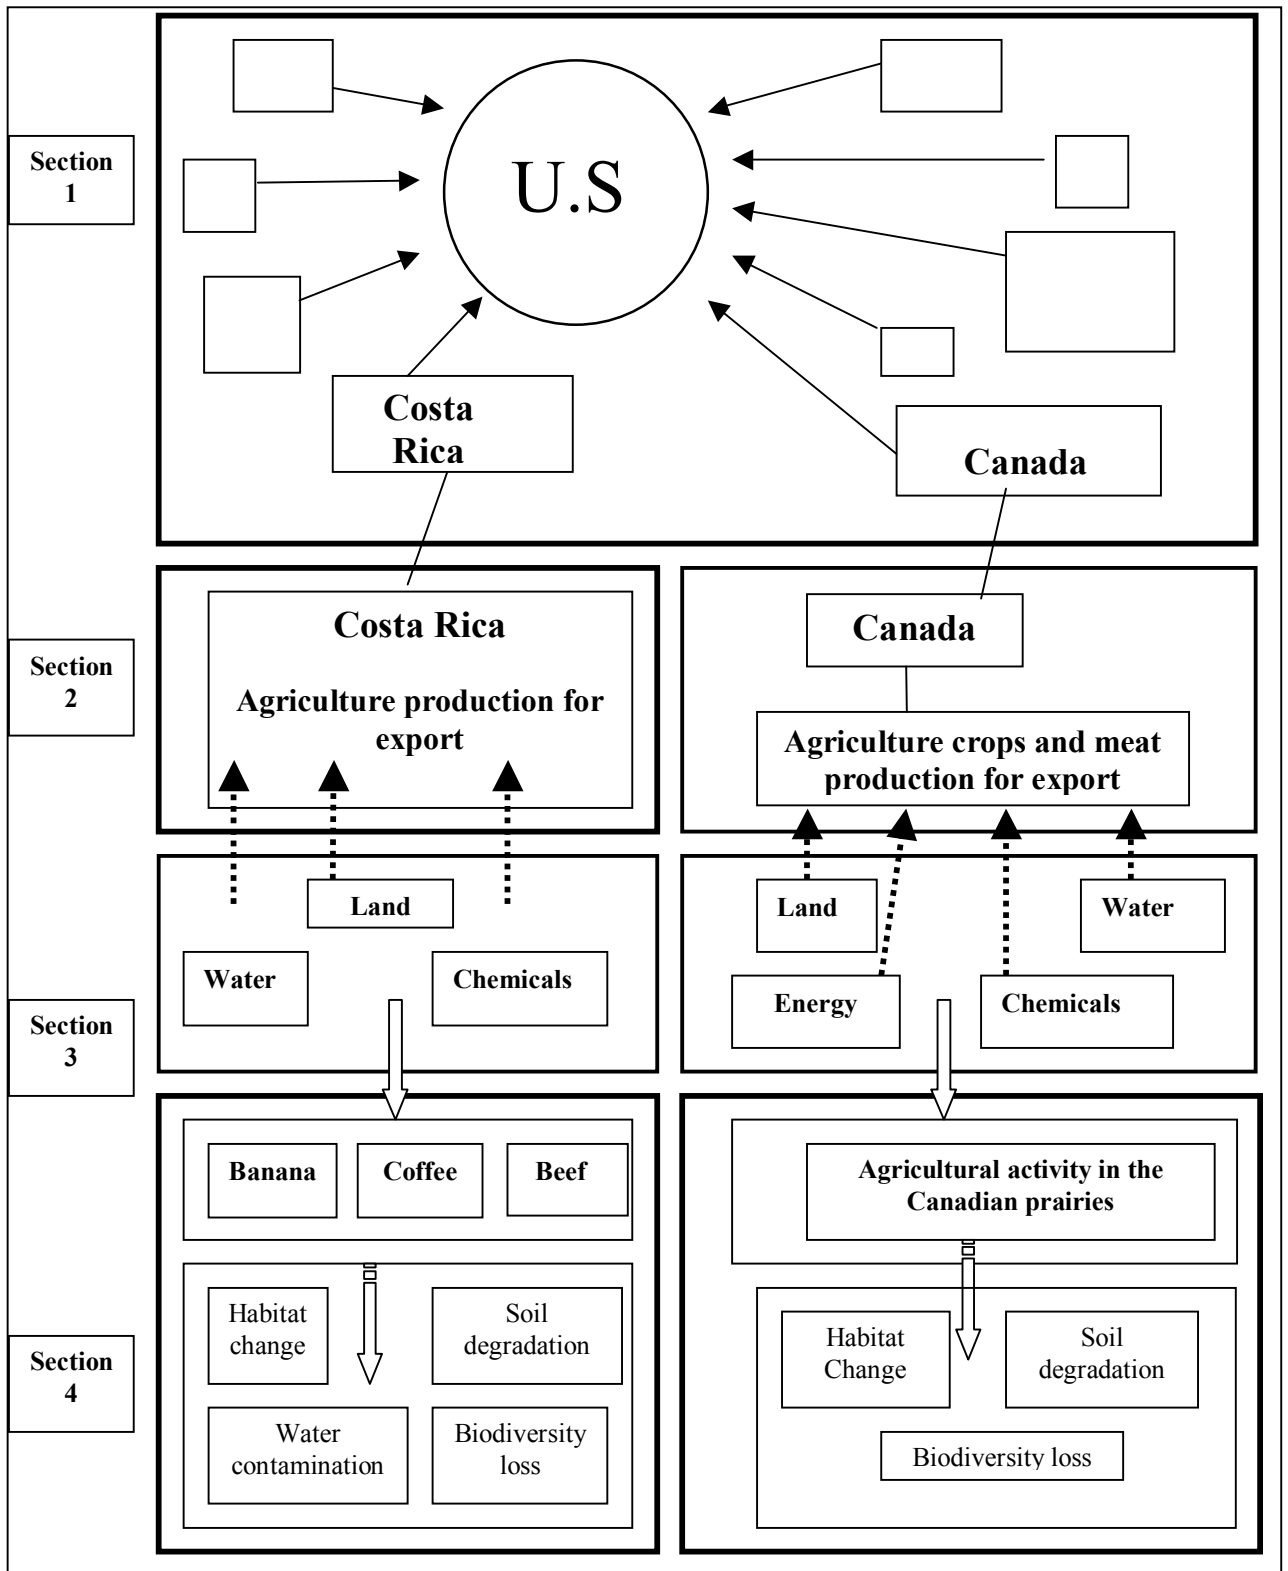 Section
1
U.S
Costa
Rica
Canada
Section
2
Costa Rica
Agriculture production for
export
Canada
Agriculture crops and meat
production for export
Section
3
Land
Water
Chemicals
Land
Water
Energy
Chemicals
Section
4
Banana
Coffee
Beef
Habitat
change
Soil
degradation
Water
contamination
Biodiversity
loss
Agricultural activity in the
Canadian prairies
Habitat
Change
Soil
degradation
Biodiversity loss